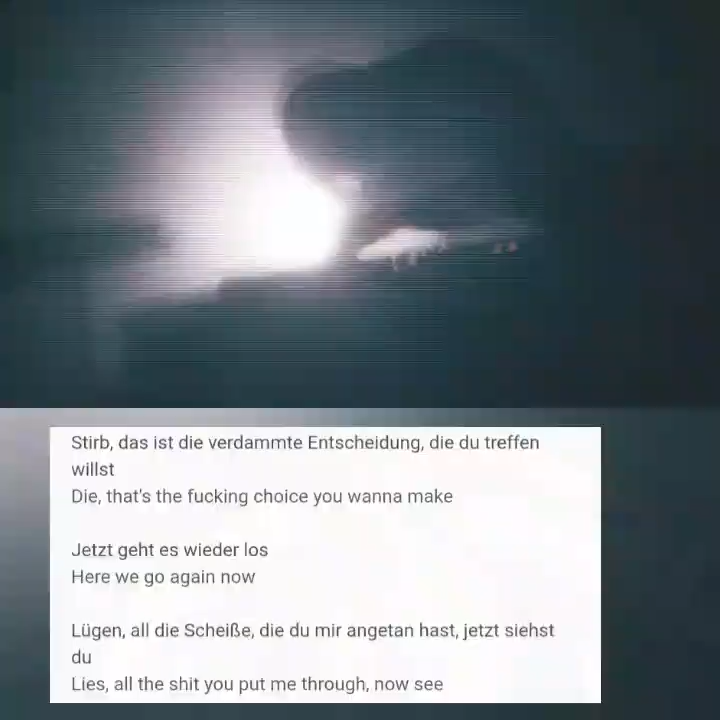 Stirb, das ist die verdammte Entscheidung, die du treffen
willst
Die, that's the fucking choice you wanna make
Jetzt geht es wieder los
Here we go again now
Lügen, all die Scheiße, die du mir angetan hast, jetzt siehst
du
Lies, all the shit you put me through, now see